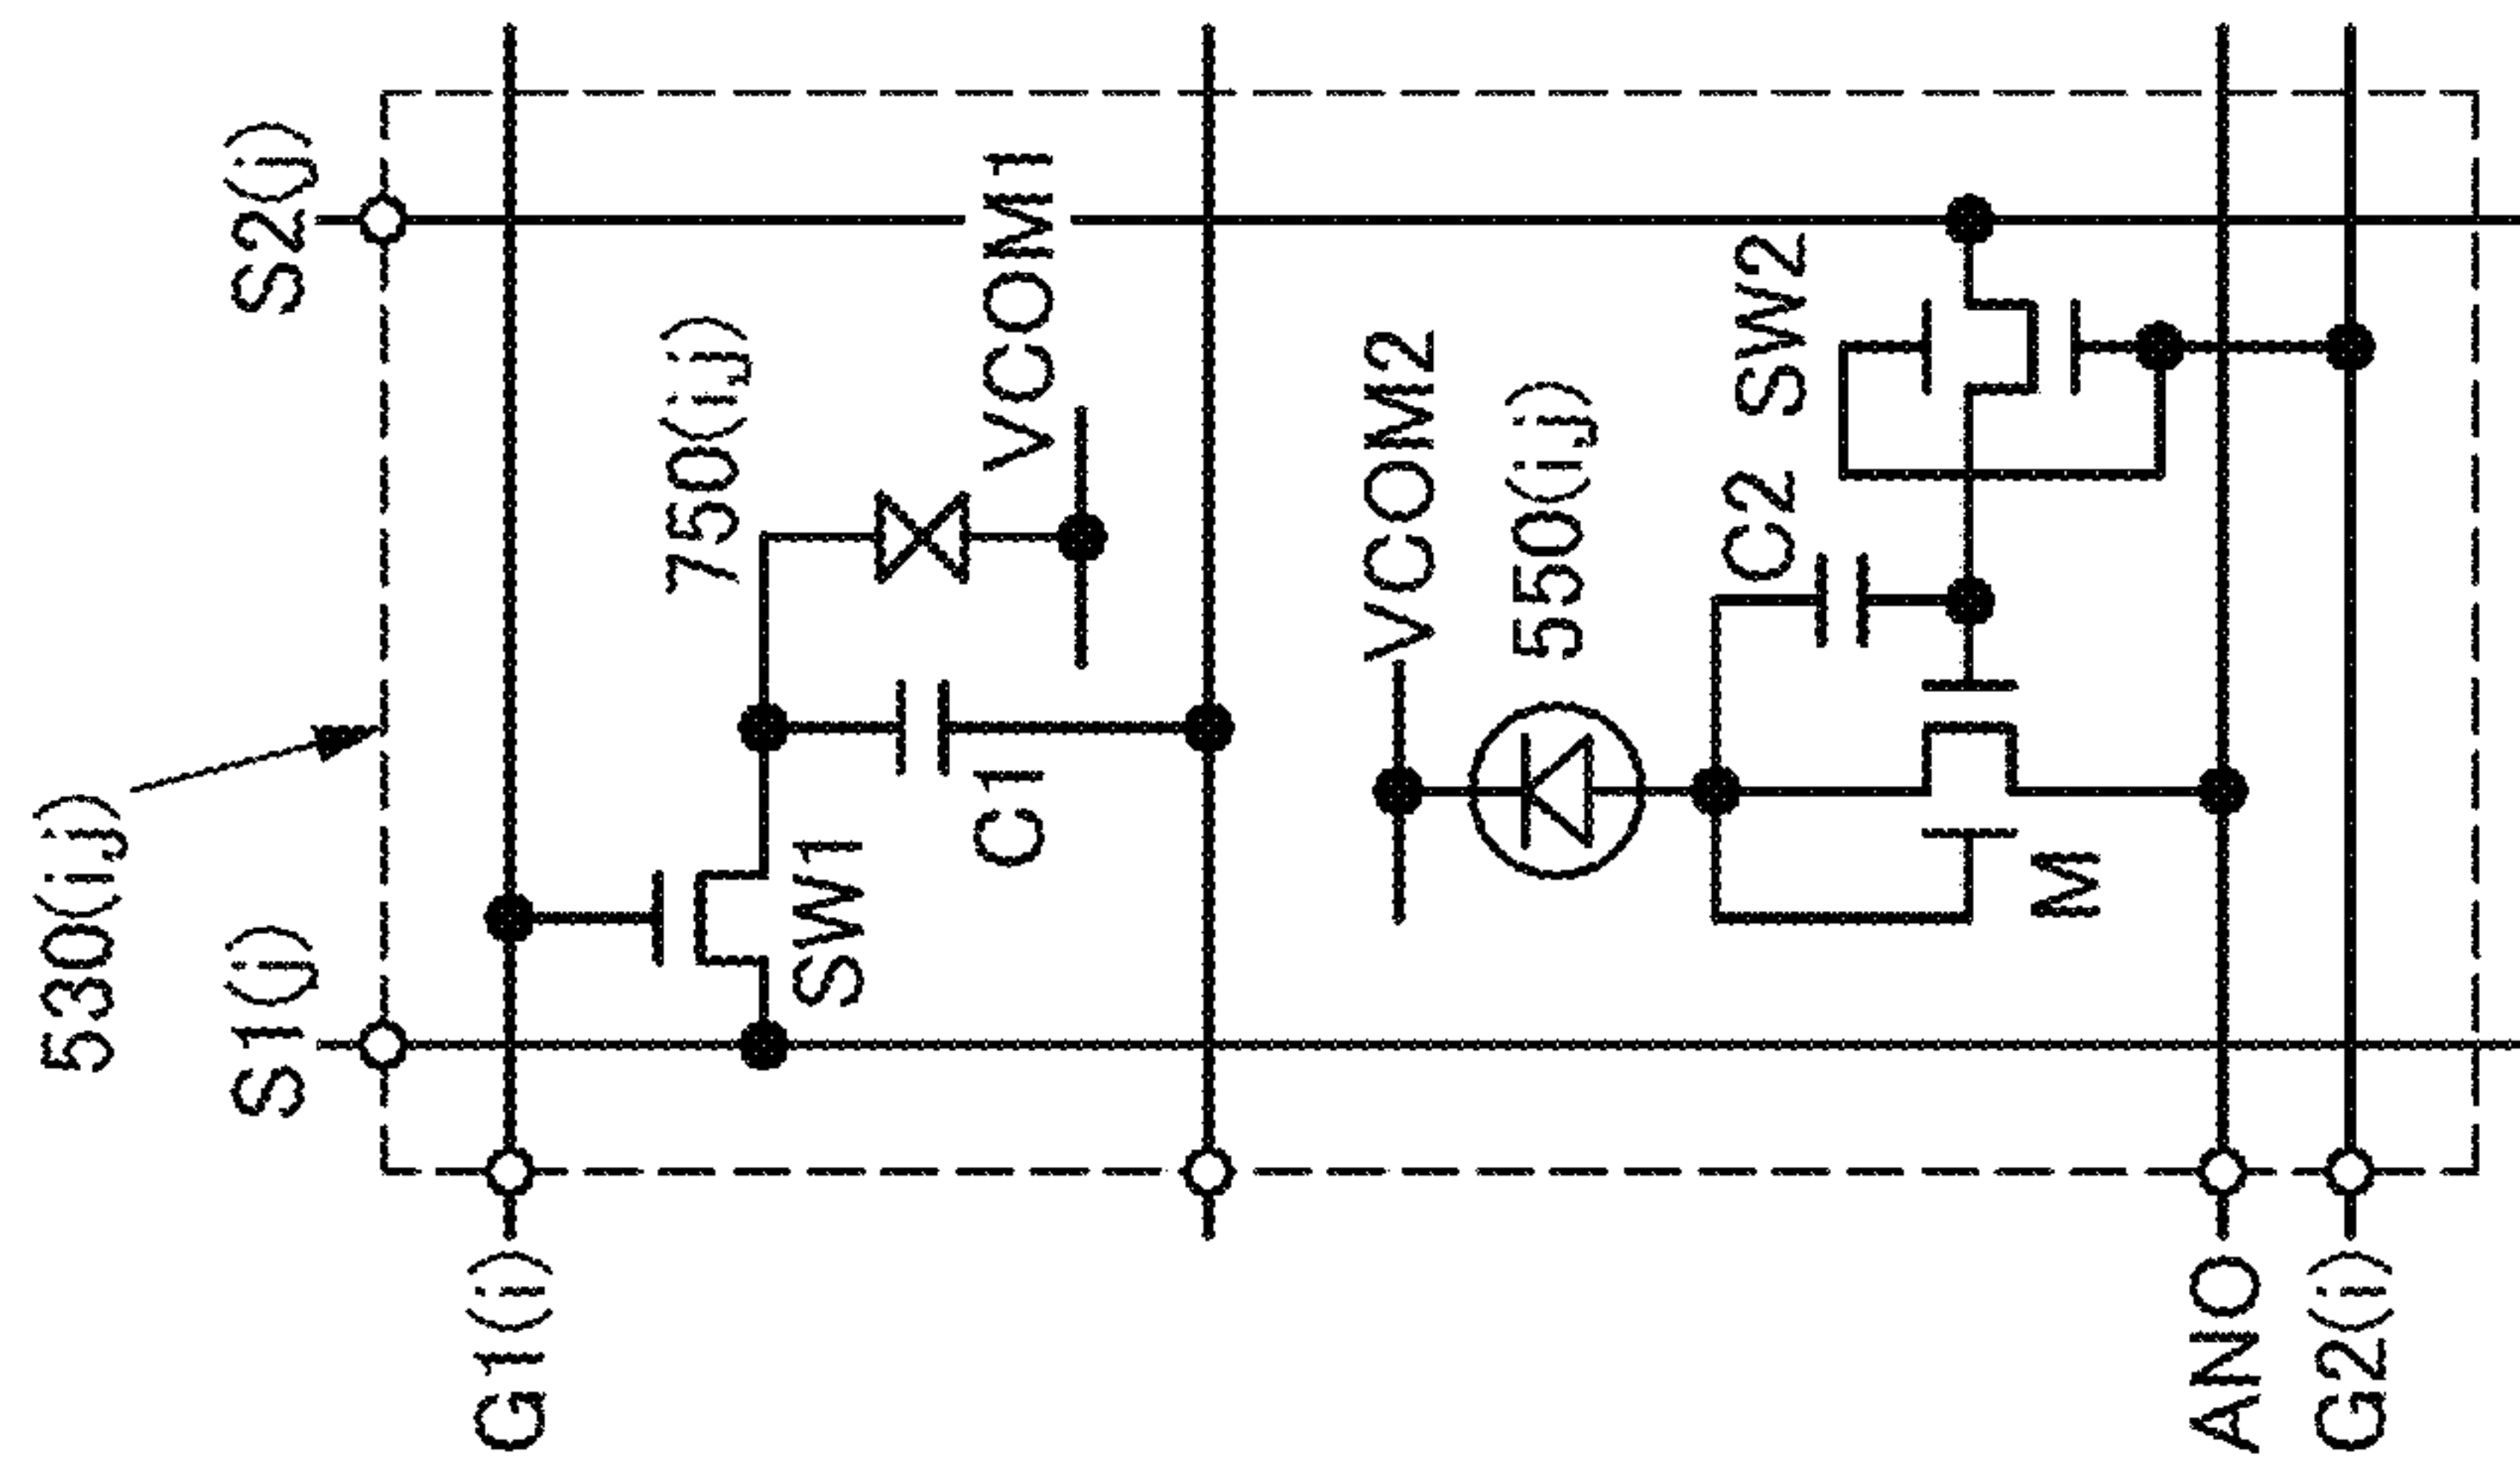 530(i,j)
S1(j)
S2(j)
G1(i)
750(i,j)
SW1
C1
VCOM1
VCOM2
550(i,j)
C2
SW2
M
ANO
G2(i)